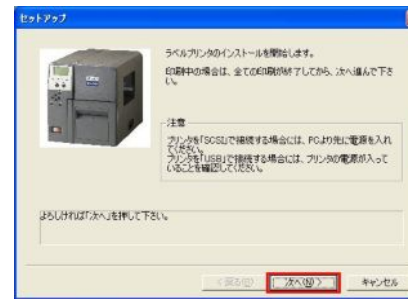 セットアップ
ラベルプリンタのインストールを開始します。
印刷中の場合は、全ての印刷が終了してから、次へ進んで下さ
い。
注意
プリンタを「SCSI」で接続する場合には、PCより先に電源を入れ
てください。
プリンタを「USB」で接続する場合には、プリンタの電源が入って
いることを確認してください。
よろしければ「次へ」を押して下さい。
< 戻る(B)
次へ(N) >
キャンセル